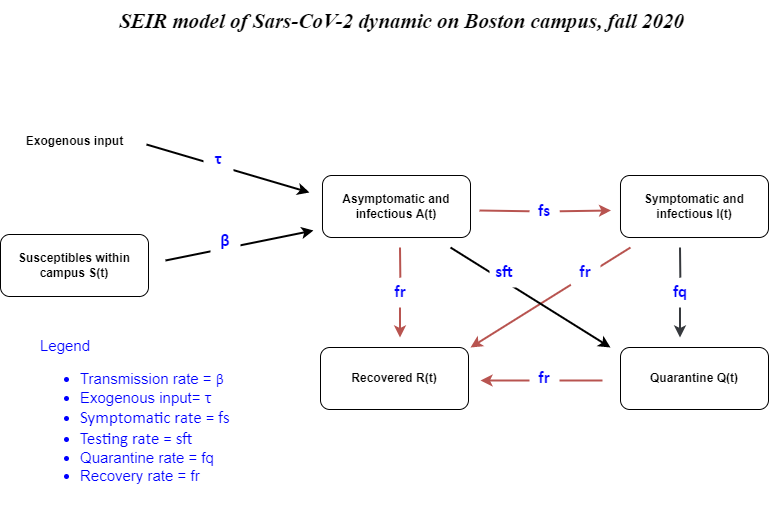 SEIR model of Sars-CoV-2 dynamic on Boston campus, fall 2020
Exogenous input
τ
Asymptomatic and
infectious A(t)
fs
Symptomatic and
infectious I(t)
Susceptibles within
campus S(t)
β
fr
sft
fr
fq
Recovered R(t)
fr
Quarantine Q(t)
Legend
• Transmission rate = β
• Exogenous input= τ
• Symptomatic rate = fs
• Testing rate = sft
• Quarantine rate = fq
• Recovery rate = fr